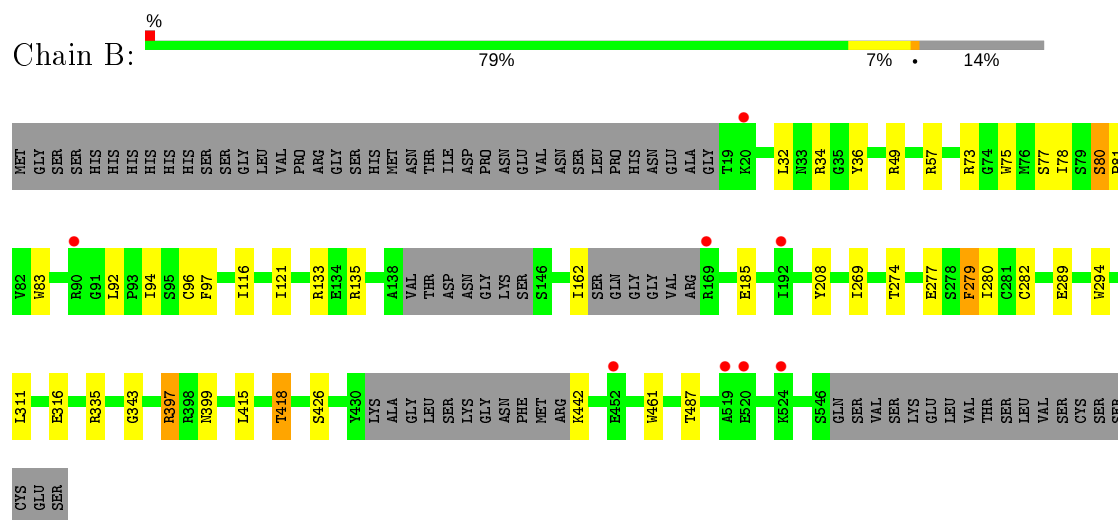 %
Chain B:
79% 7% • 14%
MET GLY SER SER HIS HIS HIS HIS HIS HIS SER SER GLY LEU VAL PRO ARG GLY SER HIS MET ASN THR ILE ASP PRO ASN GLU VAL ASN SER LEU PRO HIS ASN GLU ALA GLY T19 K20 L32 N33 R34 G35 Y36 R49 R57 R73 G74 W75 M76 S77 I78 S79 S80 P81
V82 W83 R90 G91 L92 P93 I94 S95 C96 F97 I116 I121 R133 E134 R135 A138 VAL THR ASP ASN GLY LYS SER S146 I162 SER GLN GLY GLY VAL ARG R169 E185 I192 Y208 I269 T274 E277 S278 F279 I280 C281 C282 E289 W294
L311 E316 R335 G343 R397 R398 N399 L415 T418 S426 Y430 LYS ALA GLY LEU SER LYS GLY ASN PHE MET ARG K442 E452 W461 T487 A519 E520 K524 S546 GLN SER VAL SER LYS GLU LEU VAL THR SER LEU VAL SER CYS SER SER
CYS GLU SER